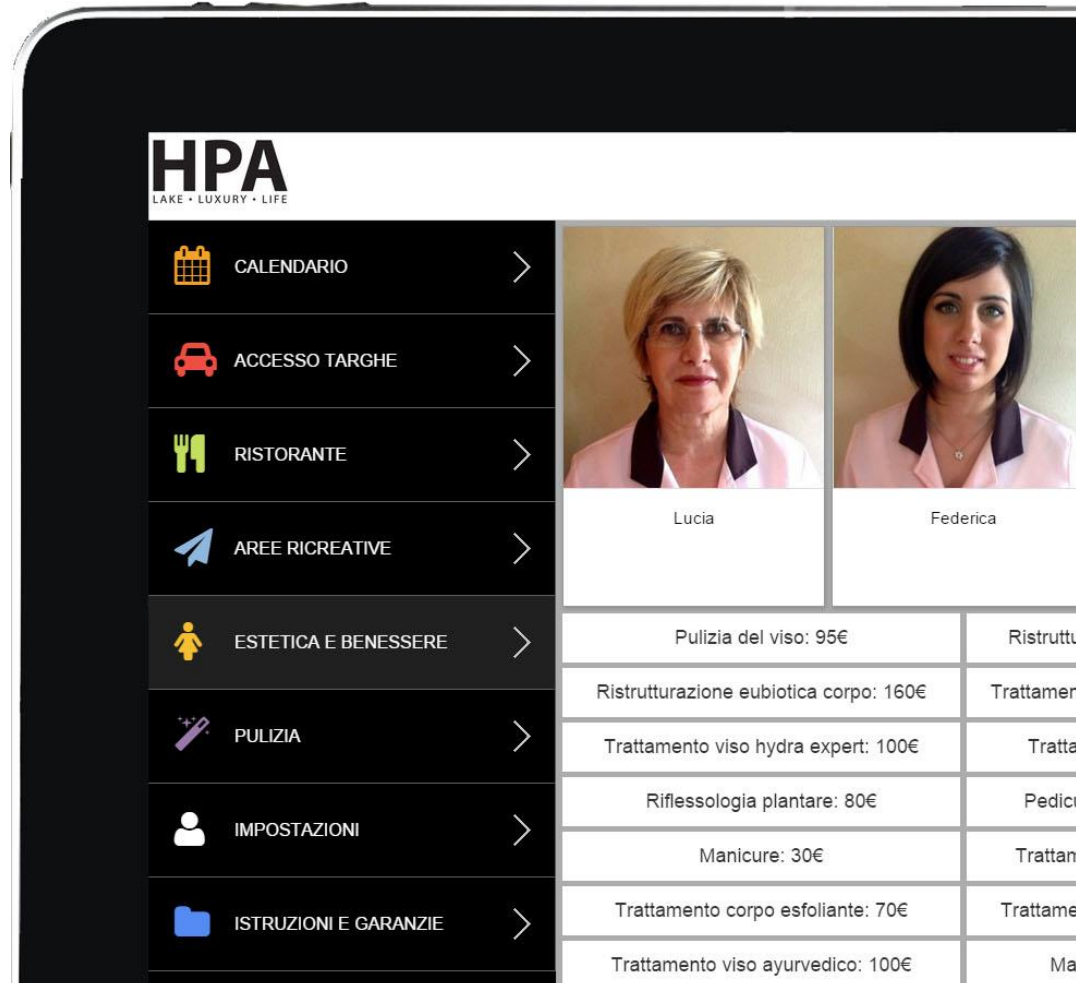 HPA
LAKE • LUXURY • LIFE
CALENDARIO
ACCESSO TARGHE
RISTORANTE
AREE RICREATIVE
ESTETICA E BENESSERE
PULIZIA
IMPOSTAZIONI
ISTRUZIONI E GARANZIE
Lucia
Federica
Pulizia del viso: 95€
Ristrutturazione eubiotica corpo: 160€
Trattamento viso hydra expert: 100€
Riflessologia plantare: 80€
Manicure: 30€
Trattamento corpo esfoliante: 70€
Trattamento viso ayurvedico: 100€